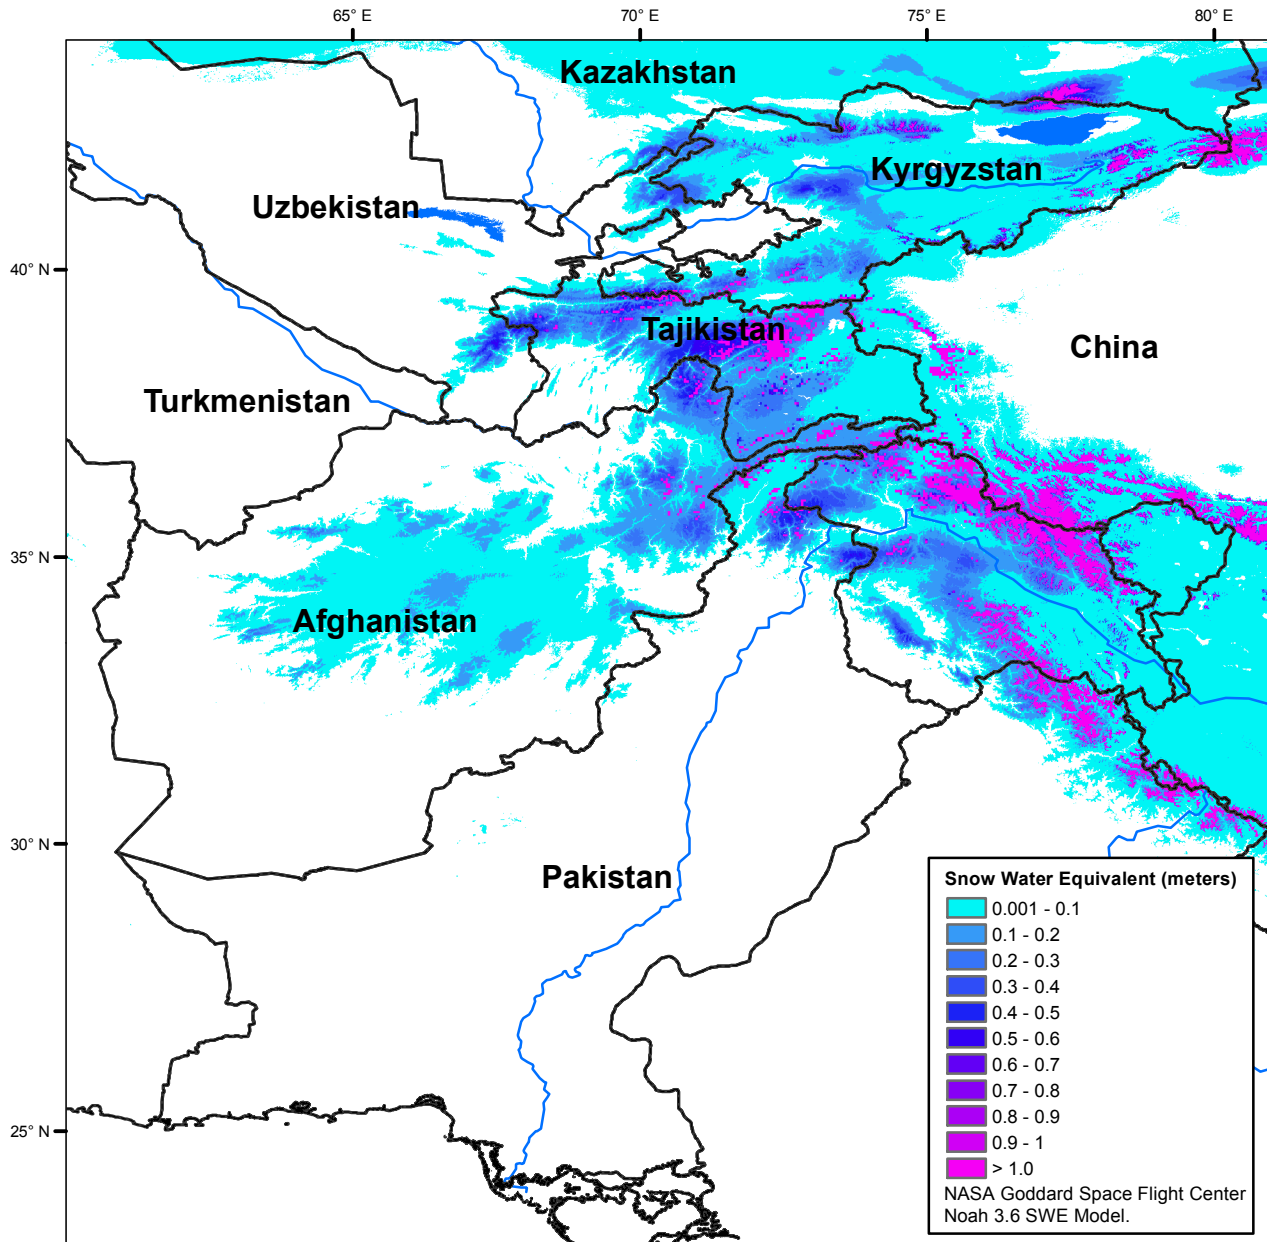 65° E
70° E
75° E
80° E
Kazakhstan
Kyrgyzstan
Uzbekistan
40° N
Tajikistan
China
Turkmenistan
35° N
Afghanistan
30° N
Pakistan
25° N
Snow Water Equivalent (meters)
0.001 - 0.1
0.1 - 0.2
0.2 - 0.3
0.3 - 0.4
0.4 - 0.5
0.5 - 0.6
0.6 - 0.7
0.7 - 0.8
0.8 - 0.9
0.9 - 1
> 1.0
NASA Goddard Space Flight Center
Noah 3.6 SWE Model.